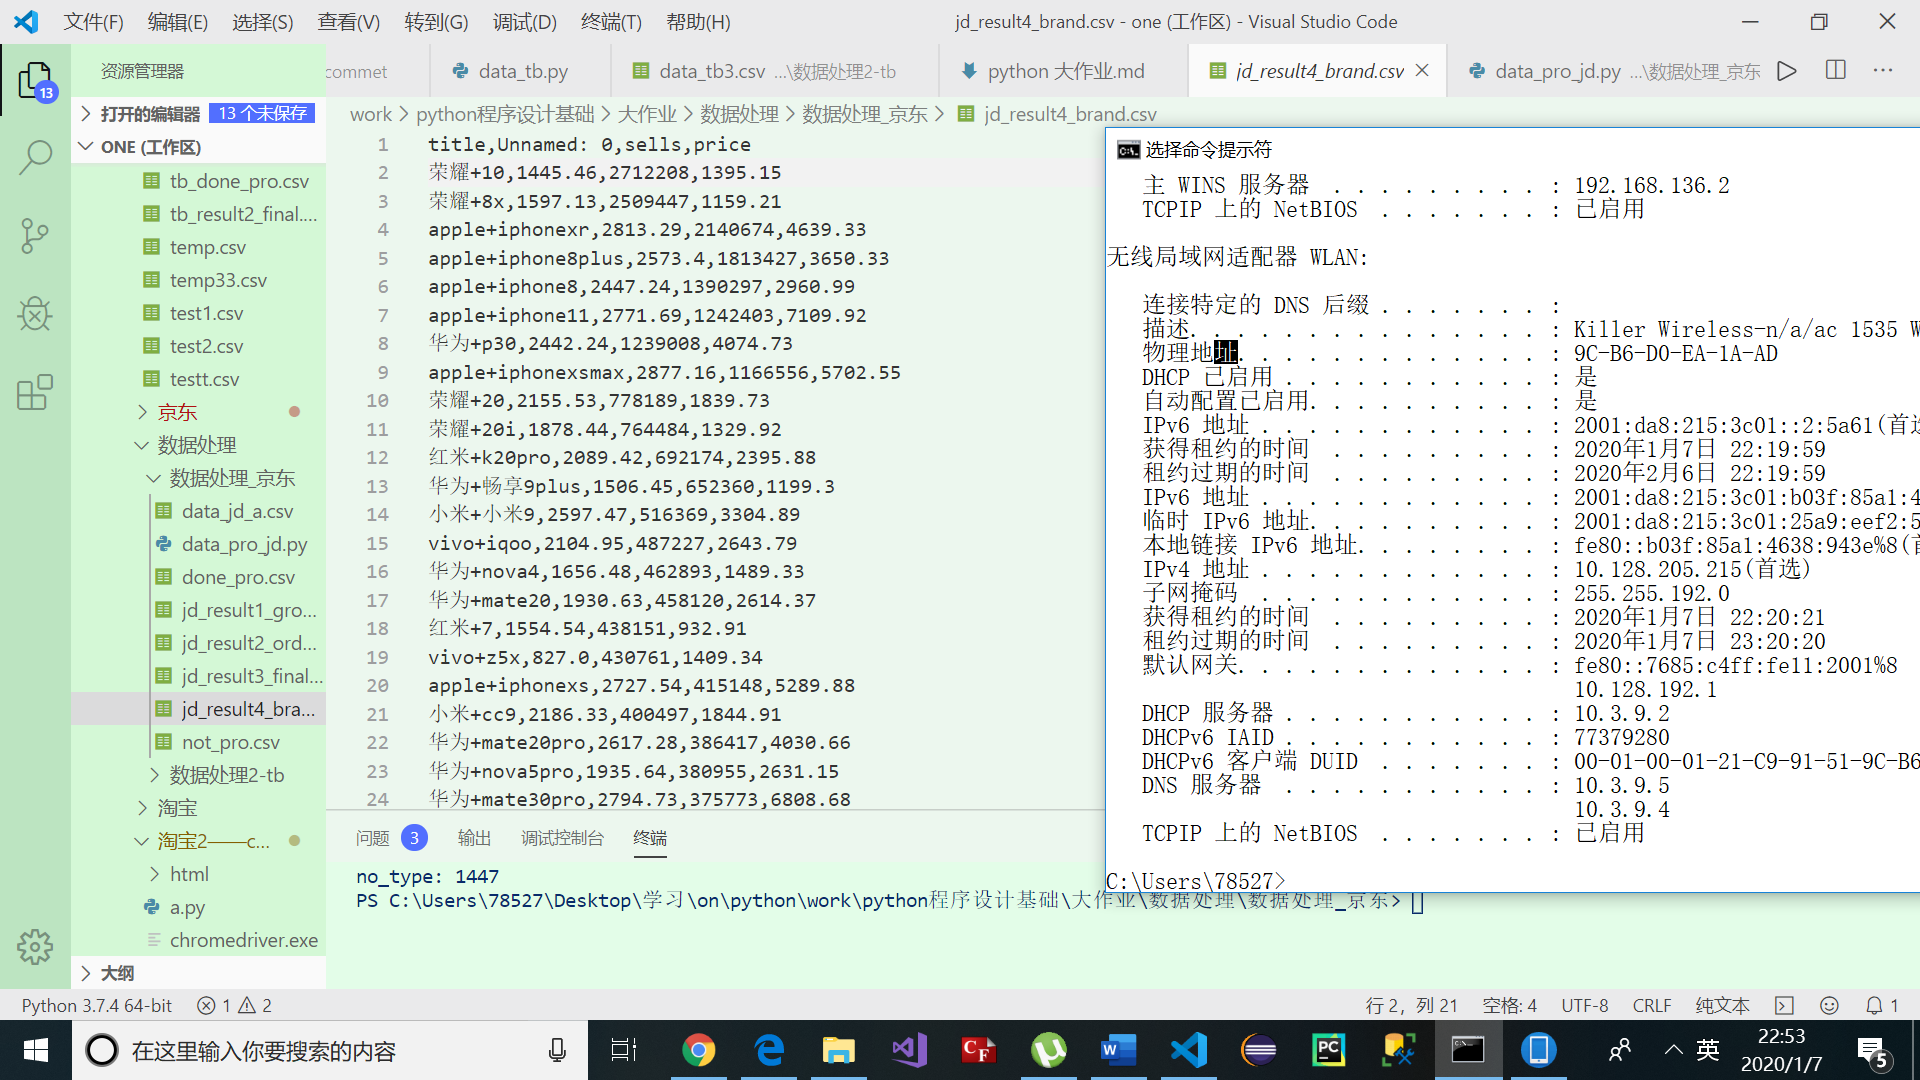 文件(F) 编辑(E) 选择(S) 查看(V) 转到(G) 调试(D) 终端(T) 帮助(H) jd_result4_brand.csv - one (工作区) - Visual Studio Code
资源管理器
commet data_tb.py data_tb3.csv ...\数据处理2-tb python 大作业.md jd_result4_brand.csv data_pro_jd.py ...\数据处理_京东
13
打开的编辑器 13 个未保存
ONE (工作区)
tb_done_pro.csv
tb_result2_final....
temp.csv
temp33.csv
test1.csv
test2.csv
testt.csv
京东
数据处理
数据处理_京东
data_jd_a.csv
data_pro_jd.py
done_pro.csv
jd_result1_gro...
jd_result2_ord...
jd_result3_final...
jd_result4_bra...
not_pro.csv
数据处理2-tb
淘宝
淘宝2——c...
html
a.py
chromedriver.exe
大纲
work > python程序设计基础 > 大作业 > 数据处理 > 数据处理_京东 > jd_result4_brand.csv
1 title,Unnamed: 0,sells,price
2 荣耀+10,1445.46,2712208,1395.15
3 荣耀+8x,1597.13,2509447,1159.21
4 apple+iphonexr,2813.29,2140674,4639.33
5 apple+iphone8plus,2573.4,1813427,3650.33
6 apple+iphone8,2447.24,1390297,2960.99
7 apple+iphone11,2771.69,1242403,7109.92
8 华为+p30,2442.24,1239008,4074.73
9 apple+iphonexsmax,2877.16,1166556,5702.55
10 荣耀+20,2155.53,778189,1839.73
11 荣耀+20i,1878.44,764484,1329.92
12 红米+k20pro,2089.42,692174,2395.88
13 华为+畅享9plus,1506.45,652360,1199.3
14 小米+小米9,2597.47,516369,3304.89
15 vivo+iqoo,2104.95,487227,2643.79
16 华为+nova4,1656.48,462893,1489.33
17 华为+mate20,1930.63,458120,2614.37
18 红米+7,1554.54,438151,932.91
19 vivo+z5x,827.0,430761,1409.34
20 apple+iphonexs,2727.54,415148,5289.88
21 小米+cc9,2186.33,400497,1844.91
22 华为+mate20pro,2617.28,386417,4030.66
23 华为+nova5pro,1935.64,380955,2631.15
24 华为+mate30pro,2794.73,375773,6808.68
问题 3 输出 调试控制台 终端
no_type: 1447
PS C:\Users\78527\Desktop\学习\on\python\work\python程序设计基础\大作业\数据处理\数据处理_京东>
选择命令提示符
主 WINS 服务器 . . . . . . . . . : 192.168.136.2
TCPIP 上的 NetBIOS . . . . . . . : 已启用
无线局域网适配器 WLAN:
连接特定的 DNS 后缀 . . . . . . . :
描述. . . . . . . . . . . . . . . : Killer Wireless-n/a/ac 1535 W
物理地址. . . . . . . . . . . . . : 9C-B6-D0-EA-1A-AD
DHCP 已启用 . . . . . . . . . . . : 是
自动配置已启用. . . . . . . . . . : 是
IPv6 地址 . . . . . . . . . . . . : 2001:da8:215:3c01::2:5a61(首选
获得租约的时间 . . . . . . . . . : 2020年1月7日 22:19:59
租约过期的时间 . . . . . . . . . : 2020年2月6日 22:19:59
IPv6 地址 . . . . . . . . . . . . : 2001:da8:215:3c01:b03f:85a1:4
临时 IPv6 地址. . . . . . . . . . : 2001:da8:215:3c01:25a9:eef2:5
本地链接 IPv6 地址. . . . . . . . : fe80::b03f:85a1:4638:943e%8(首
IPv4 地址 . . . . . . . . . . . . : 10.128.205.215(首选)
子网掩码 . . . . . . . . . . . . : 255.255.192.0
获得租约的时间 . . . . . . . . . : 2020年1月7日 22:20:21
租约过期的时间 . . . . . . . . . : 2020年1月7日 23:20:20
默认网关. . . . . . . . . . . . . : fe80::7685:c4ff:fe11:2001%8
10.128.192.1
DHCP 服务器 . . . . . . . . . . . : 10.3.9.2
DHCPv6 IAID . . . . . . . . . . . : 77379280
DHCPv6 客户端 DUID . . . . . . . : 00-01-00-01-21-C9-91-51-9C-B6
DNS 服务器 . . . . . . . . . . . : 10.3.9.5
10.3.9.4
TCPIP 上的 NetBIOS . . . . . . . : 已启用
C:\Users\78527>
Python 3.7.4 64-bit 1 2 行 2，列 21 空格: 4 UTF-8 CRLF 纯文本 1
在这里输入你要搜索的内容 英 22:53
2020/1/7
5